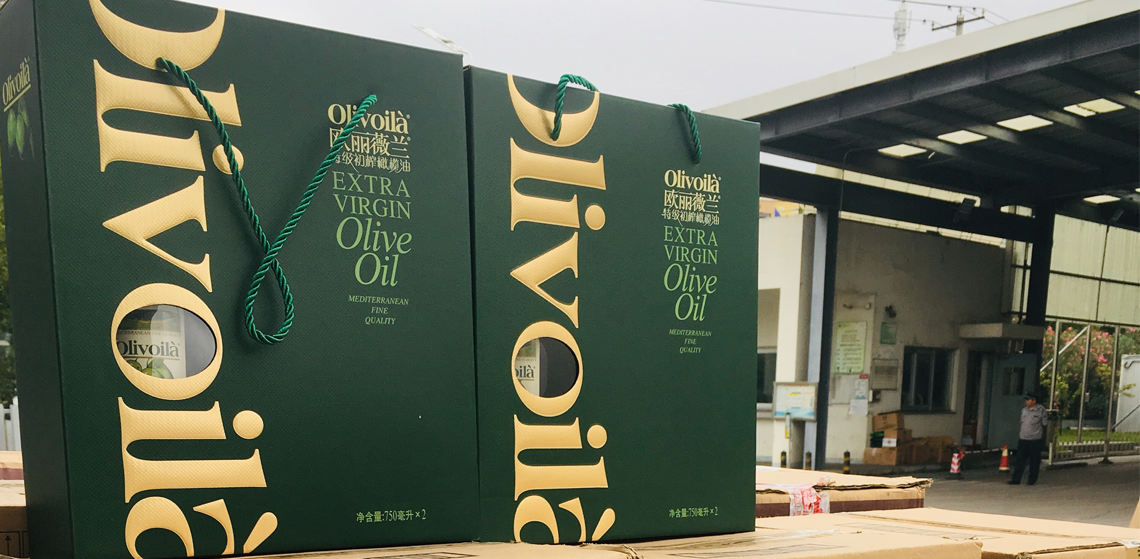 Olivoilà
Olivoilà
Olivoilà
欧丽薇兰
特级初榨橄榄油
EXTRA
VIRGIN
Olive
Oil
MEDITERRANEAN
FINE
QUALITY
Olivoilà
净含量:750毫升×2
Olivoilà
Olivoilà
欧丽薇兰
特级初榨橄榄油
EXTRA
VIRGIN
Olive
Oil
MEDITERRANEAN
FINE
QUALITY
ilà
净含量:750毫升×2